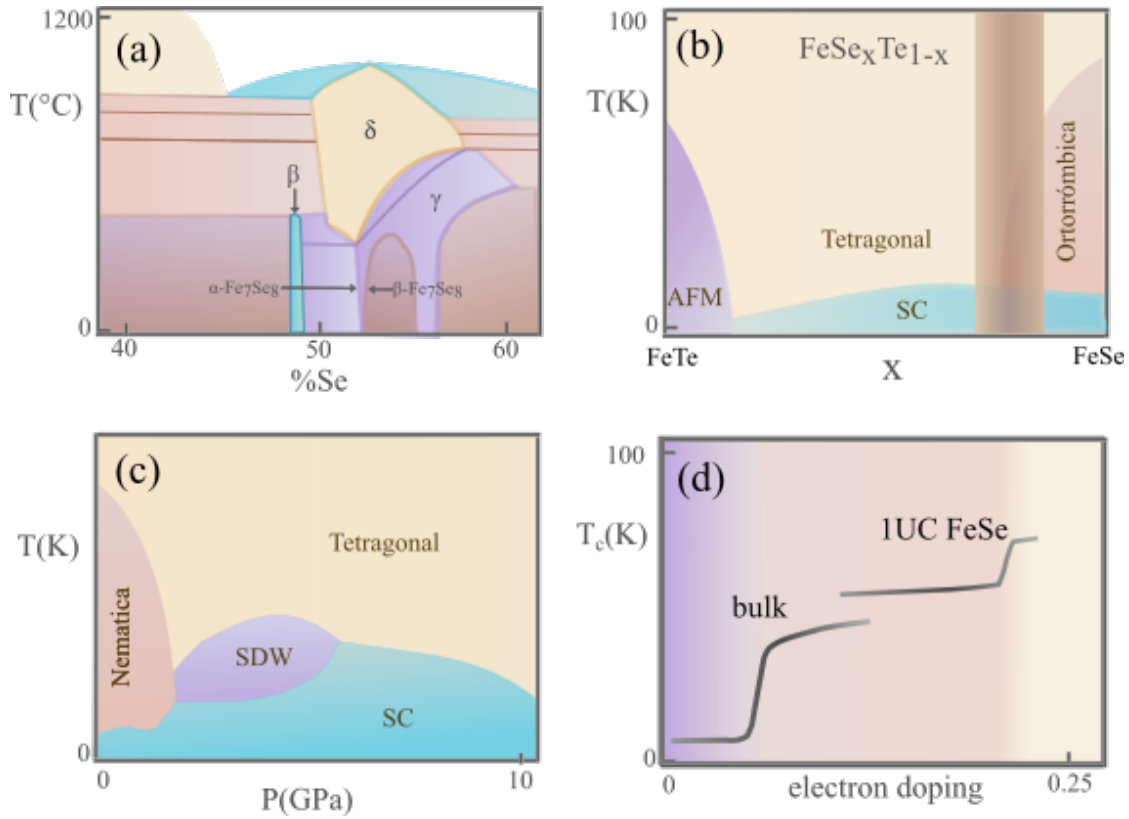 1200
(a)
T(°C)
δ
β
γ
α-Fe7Se8
β-Fe7Se8
0
40
50
60
%Se
100
(b)
FeSexTe1-x
T(K)
Ortorrómbica
Tetragonal
AFM
SC
0
FeTe
FeSe
X
(c)
T(K)
Tetragonal
Nematica
SDW
SC
0
0
10
P(GPa)
100
(d)
Tc(K)
1UC FeSe
bulk
0
0
electron doping
0.25